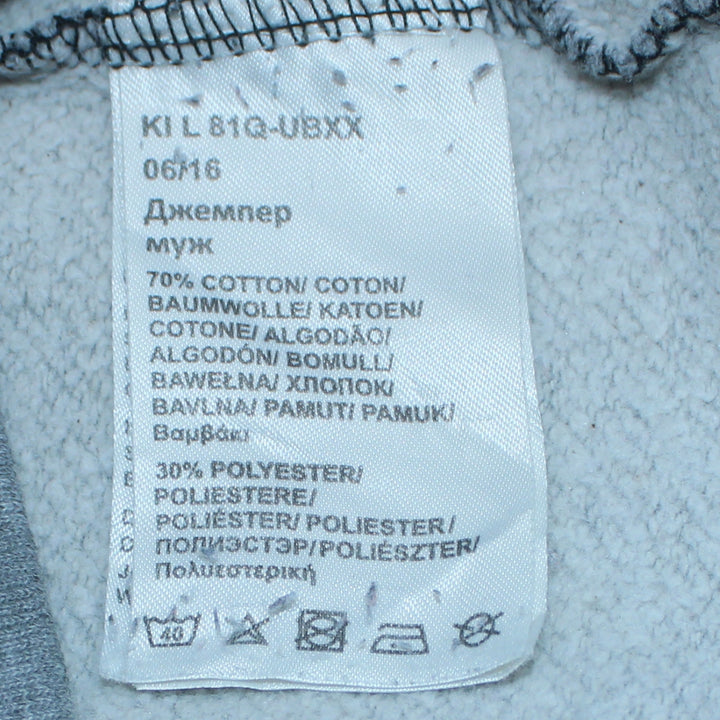 KI L 81Q-UBXX
06/16
Джемпер
муж
70% COTTON/ COTON/
BAUMWOLLE/ KATOEN/
COTONE/ ALGODÃO/
ALGODÓN/ BOMULL/
BAWEŁNA/ ХЛОПОК/
BAVLNA/ PAMUT/ PAMUK/
Βαμβάκι
30% POLYESTER/
POLIESTERE/
POLIÉSTER/ POLIESTER/
ПОЛИЭСТЭР/POLIÉSZTER/
Πολυεστερική
40